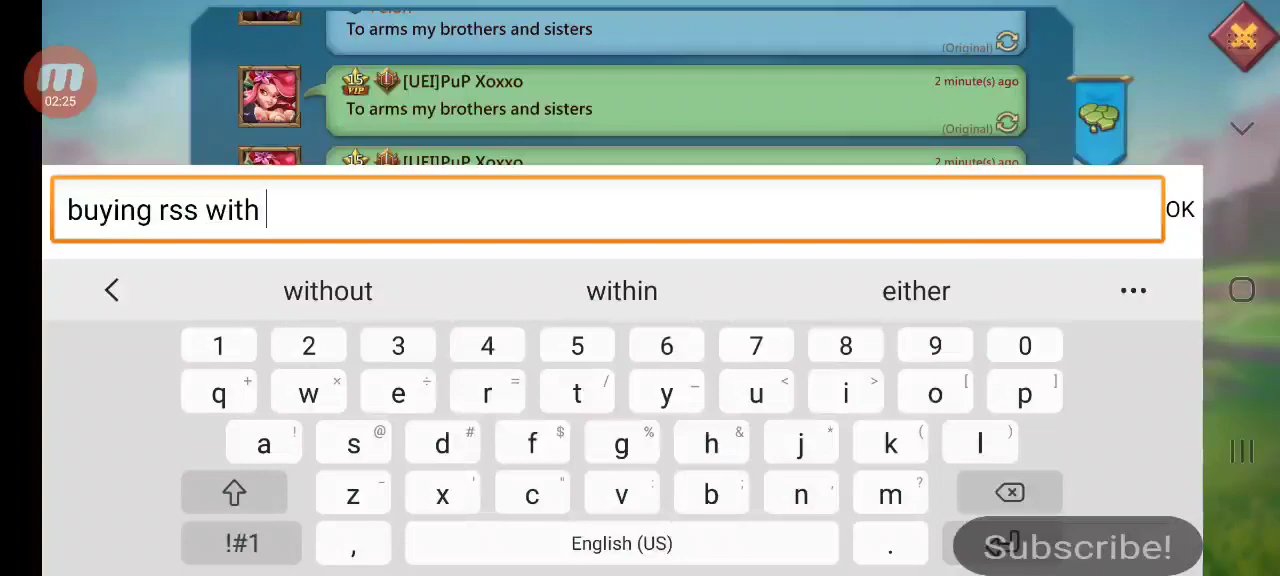 To arms my brothers and sisters
(Original)
15 VIP [UEI]PuP Xoxxo 2 minute(s) ago
To arms my brothers and sisters
(Original)
[UEI]PuP Xoxxo 2 minute(s) ago
02:25
buying rss with OK
without within either
1 2 3 4 5 6 7 8 9 0
q + w × e ÷ r = t / y _ u < i > o [ p ]
a ! s @ d # f $ g % h & j * k ( l )
z - x ' c " v : b ; n , m ?
!#1 , English (US) .
Subscribe!